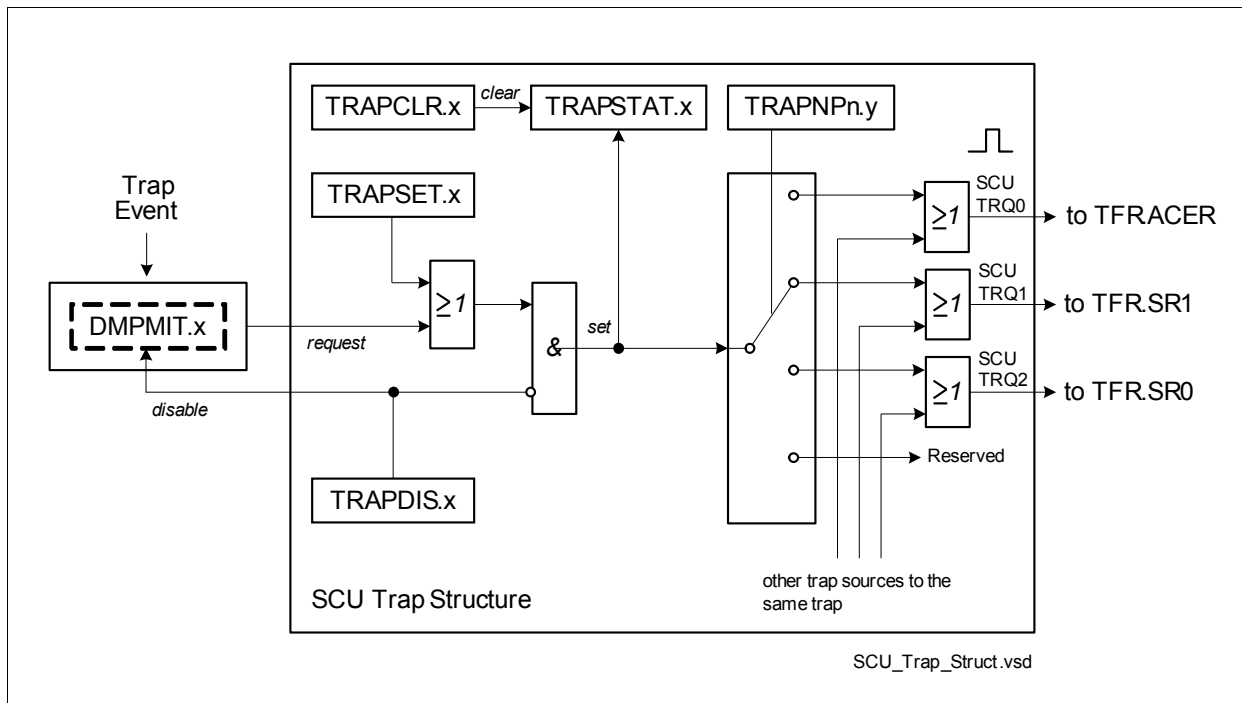 TRAPCLR.x
clear
TRAPSTAT.x
TRAPNPn.y
Trap
Event
TRAPSET.x
DMPMIT.x
request
disable
≥1
&
set
TRAPDIS.x
≥1
SCU
TRQ0
to TFR.ACER
≥1
SCU
TRQ1
to TFR.SR1
≥1
SCU
TRQ2
to TFR.SR0
Reserved
other trap sources to the
same trap
SCU Trap Structure
SCU_Trap_Struct.vsd